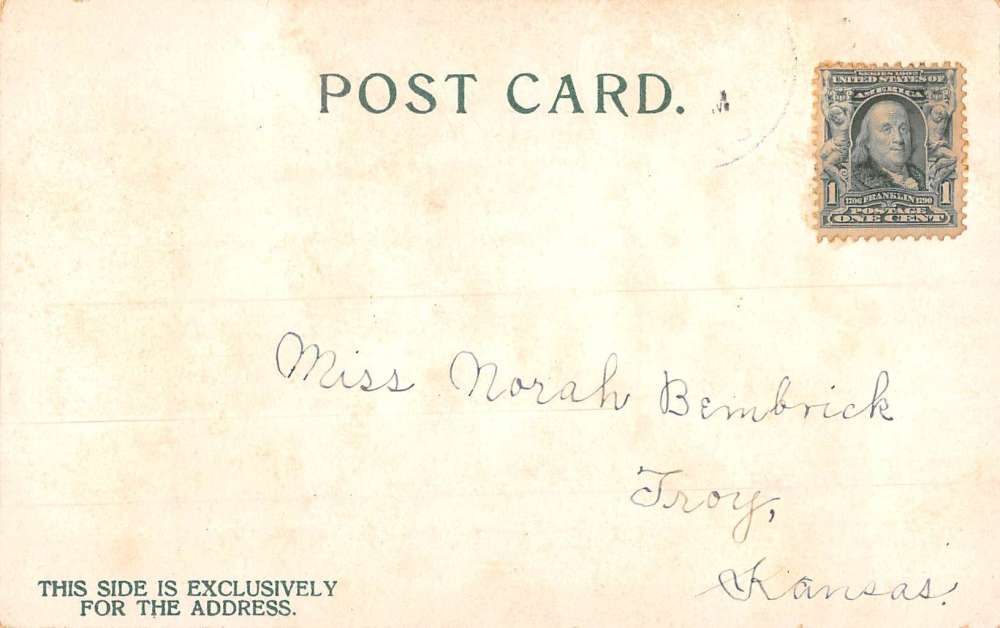 POST CARD.
SERIES 1902
UNITED STATES OF
AMERICA
1 1
1706 FRANKLIN 1790
POSTAGE
ONE CENT
Miss Norah Bembrick
Troy,
Kansas.
THIS SIDE IS EXCLUSIVELY
FOR THE ADDRESS.